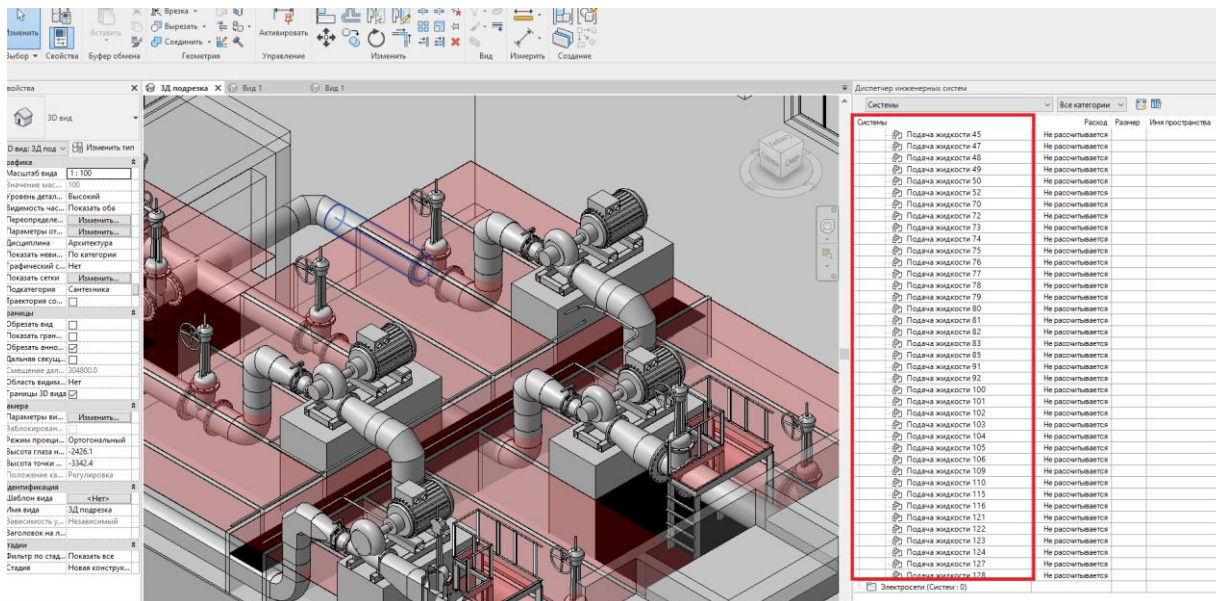 Врезка
Изменить
Вставить
Вырезать
Соединить
Активировать
Выбор Свойства Буфер обмена Геометрия Управление Изменить Вид Измерить Создание
войства
3Д подрезка
Вид 1
Вид 1
Диспетчер инженерных систем
3D вид
Системы
Все категории
D вид: 3Д под
Изменить тип
Системы Расход Размер Имя пространства
рафика
Масштаб вида 1 : 100
Значение мас... 100
Уровень детал... Высокий
Видимость час... Показать оба
Переопределе... Изменить...
Параметры от... Изменить...
Дисциплина Архитектура
Показать неви... По категории
Графический с... Нет
Показать сетки Изменить...
Подкатегория Сантехника
Траектория со...
раницы
Обрезать вид
Показать гран...
Обрезать анно...
Дальняя секущ...
Смещение дал... 304800.0
Область видим... Нет
Границы 3D вида
амера
Параметры ви... Изменить...
Заблокирован...
Режим проеци... Ортогональный
Высота глаза н... -2426.1
Высота точки ... -3342.4
Положение ка... Регулировка
дентификация
Шаблон вида <Нет>
Имя вида 3Д подрезка
Зависимость у... Независимый
Заголовок на л...
тадии
Фильтр по стад... Показать все
Стадия Новая конструк...
Подача жидкости 45 Не рассчитывается
Подача жидкости 47 Не рассчитывается
Подача жидкости 48 Не рассчитывается
Подача жидкости 49 Не рассчитывается
Подача жидкости 50 Не рассчитывается
Подача жидкости 52 Не рассчитывается
Подача жидкости 70 Не рассчитывается
Подача жидкости 72 Не рассчитывается
Подача жидкости 73 Не рассчитывается
Подача жидкости 74 Не рассчитывается
Подача жидкости 75 Не рассчитывается
Подача жидкости 76 Не рассчитывается
Подача жидкости 77 Не рассчитывается
Подача жидкости 78 Не рассчитывается
Подача жидкости 79 Не рассчитывается
Подача жидкости 80 Не рассчитывается
Подача жидкости 81 Не рассчитывается
Подача жидкости 82 Не рассчитывается
Подача жидкости 83 Не рассчитывается
Подача жидкости 85 Не рассчитывается
Подача жидкости 91 Не рассчитывается
Подача жидкости 92 Не рассчитывается
Подача жидкости 100 Не рассчитывается
Подача жидкости 101 Не рассчитывается
Подача жидкости 102 Не рассчитывается
Подача жидкости 103 Не рассчитывается
Подача жидкости 104 Не рассчитывается
Подача жидкости 105 Не рассчитывается
Подача жидкости 106 Не рассчитывается
Подача жидкости 109 Не рассчитывается
Подача жидкости 110 Не рассчитывается
Подача жидкости 115 Не рассчитывается
Подача жидкости 116 Не рассчитывается
Подача жидкости 121 Не рассчитывается
Подача жидкости 122 Не рассчитывается
Подача жидкости 123 Не рассчитывается
Подача жидкости 124 Не рассчитывается
Подача жидкости 127 Не рассчитывается
Подача жидкости 128 Не рассчитывается
Электросети (Систем : 0)